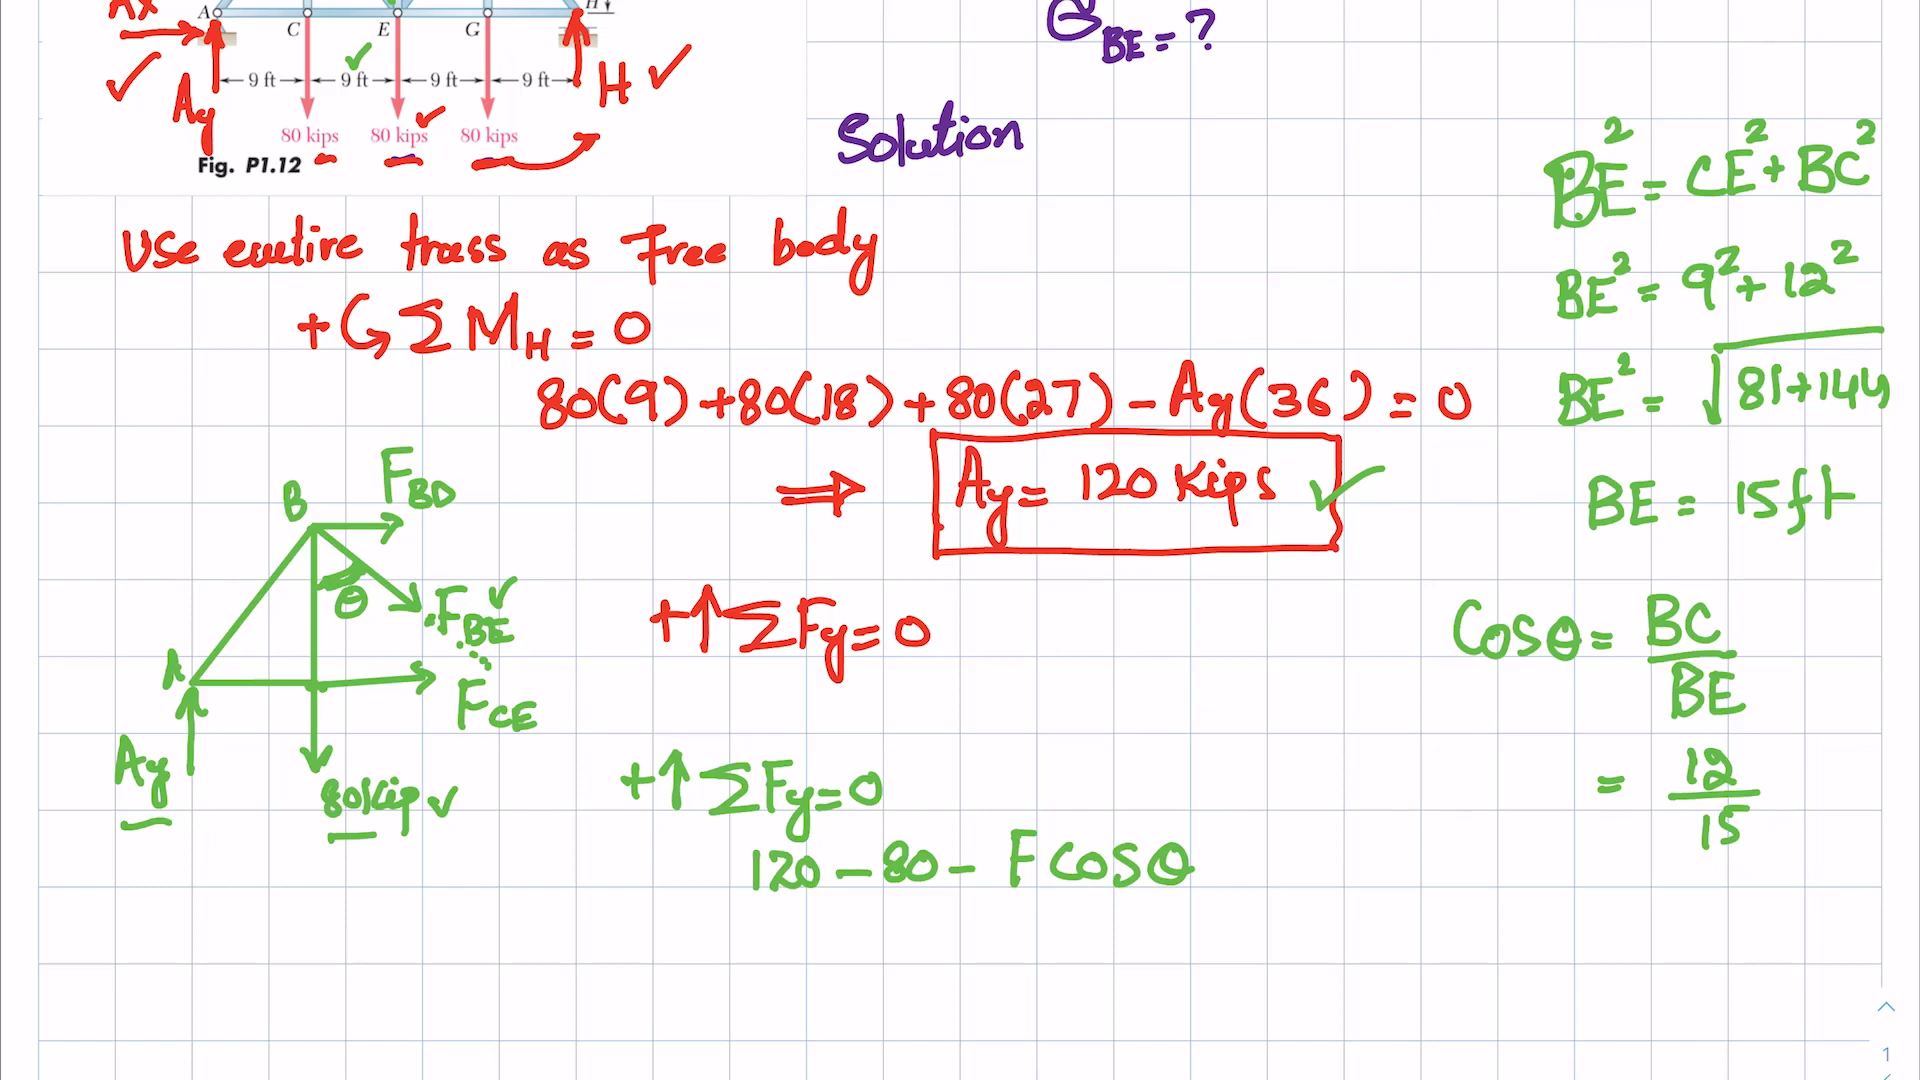 Ax
A C E G H
9 ft 9 ft 9 ft 9 ft
Ay H
80 kips 80 kips 80 kips
Fig. P1.12
σBE = ?
Solution
Use entire truss as Free body
+ Σ MH = 0
80(9) + 80(18) + 80(27) - Ay(36) = 0
⇒ Ay = 120 Kips
+↑ ΣFy = 0
B FBD
θ FBE
A FCE
Ay
80 Kip
+↑ ΣFy = 0
120 - 80 - F Cosθ
BE² = CE² + BC²
BE² = 9² + 12²
BE² = √81+144
BE = 15 ft
Cosθ = BC/BE
= 12/15
1